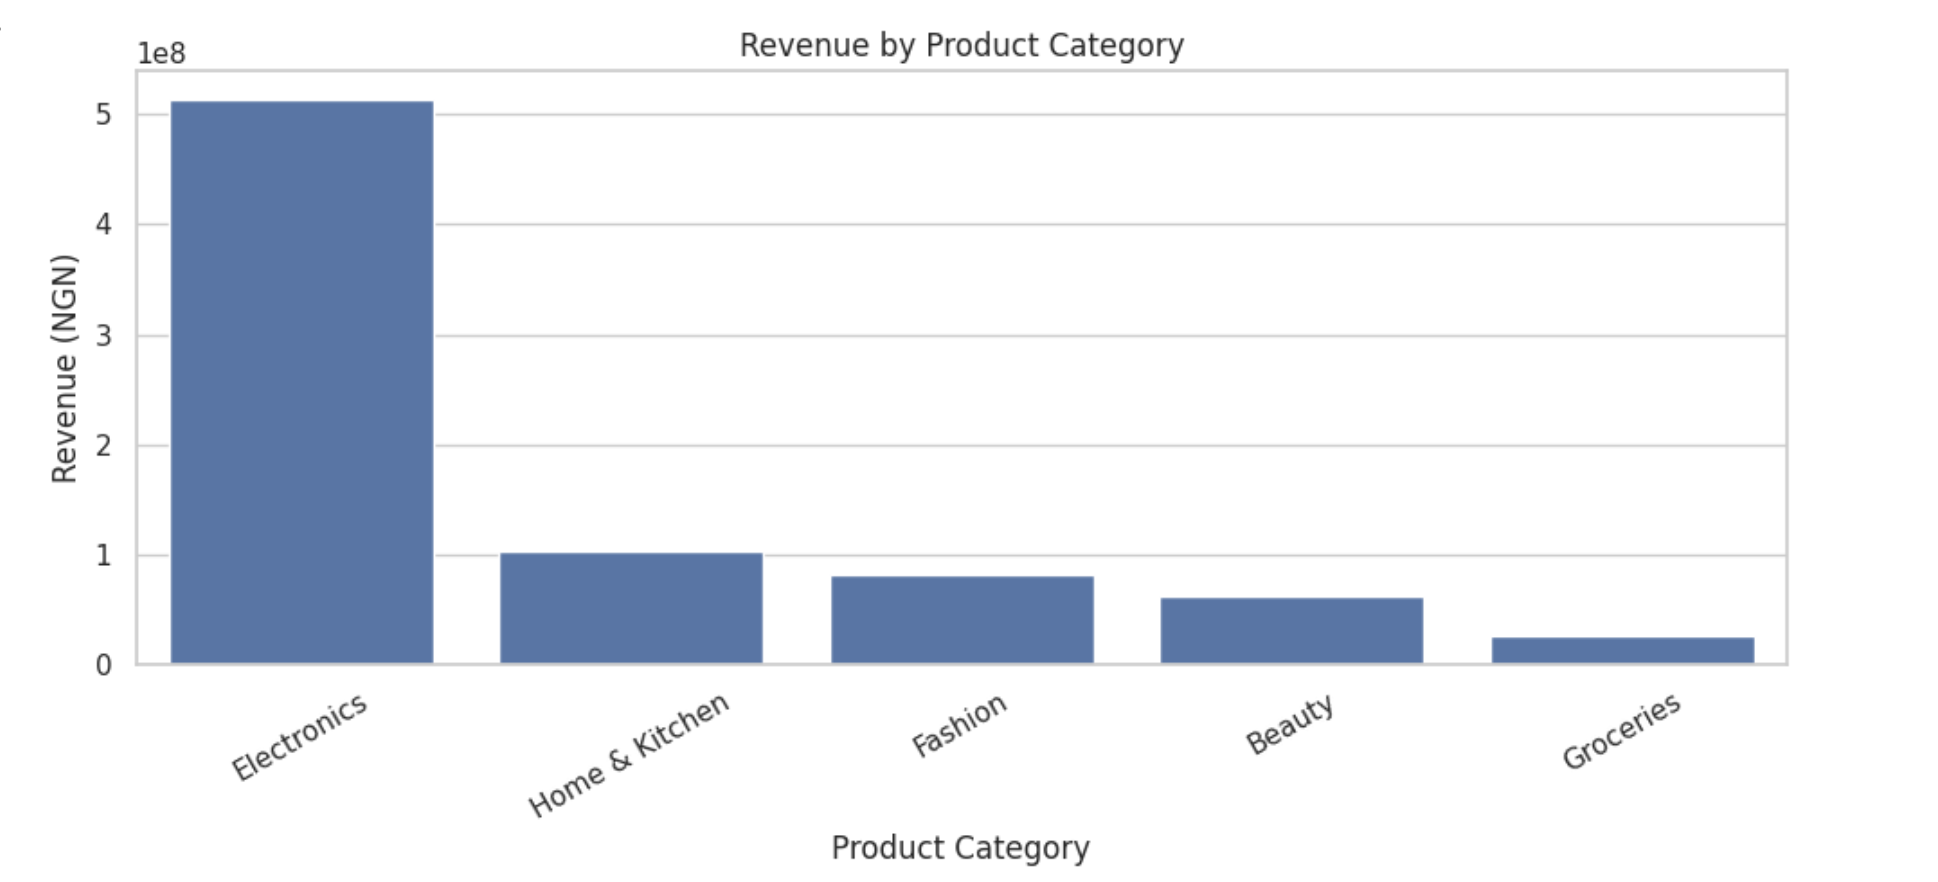 Revenue by Product Category
1e8
5
4
3
2
1
0
Revenue (NGN)
Electronics
Home & Kitchen
Fashion
Beauty
Groceries
Product Category